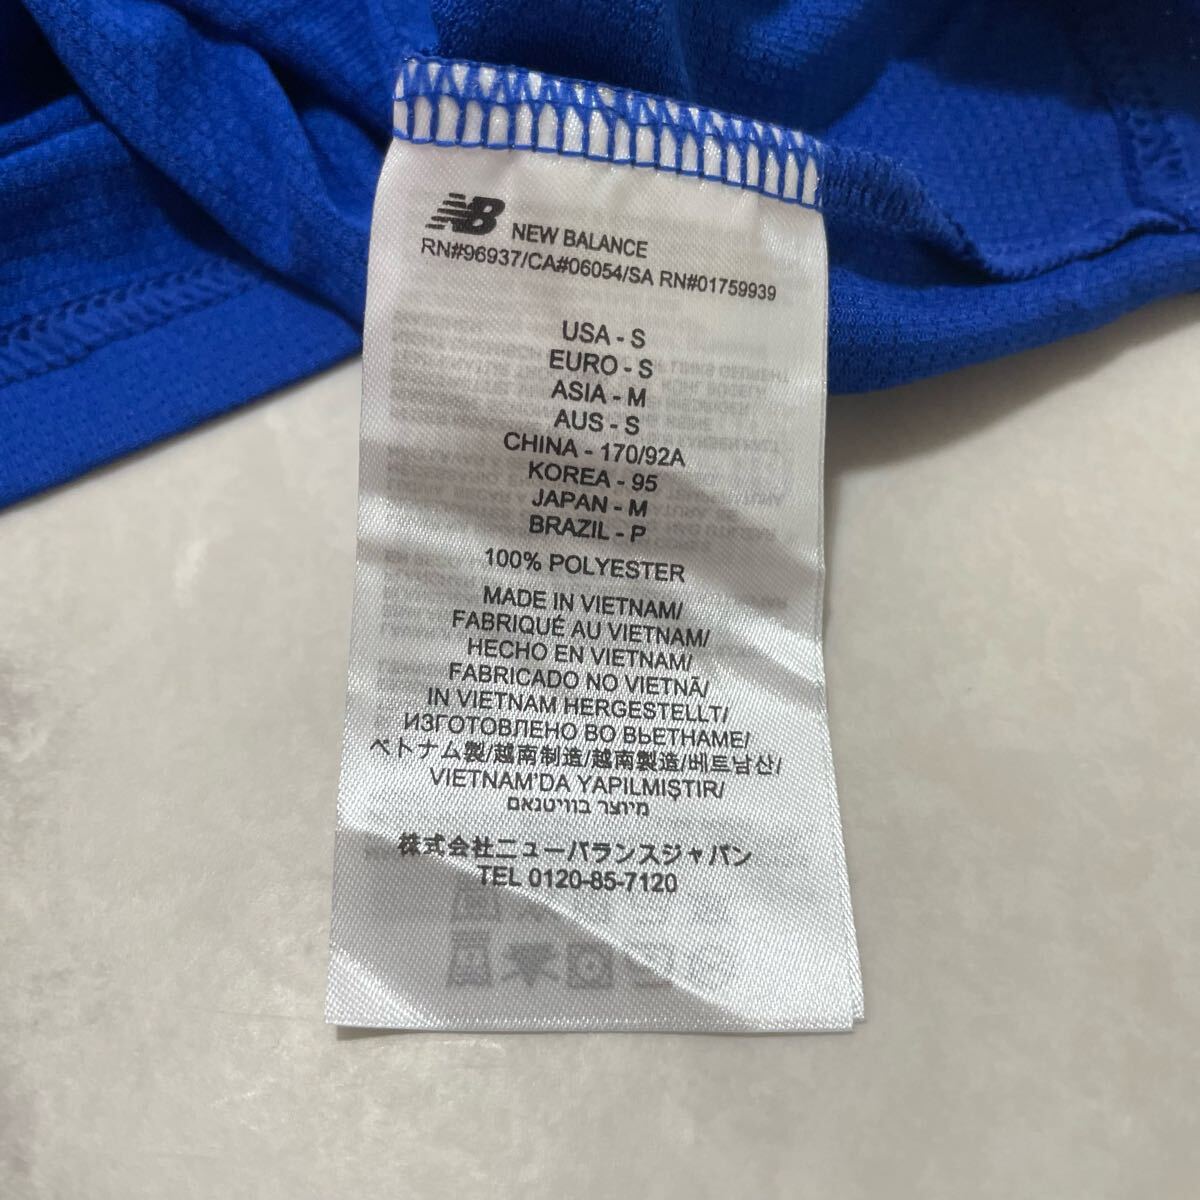 NB NEW BALANCE
RN#96937/CA#06054/SA RN#01759939
USA - S
EURO - S
ASIA - M
AUS - S
CHINA - 170/92A
KOREA - 95
JAPAN - M
BRAZIL - P
100% POLYESTER
MADE IN VIETNAM/
FABRIQUÉ AU VIETNAM/
HECHO EN VIETNAM/
FABRICADO NO VIETNÃ/
IN VIETNAM HERGESTELLT/
ИЗГОТОВЛЕНО ВО ВЬЕТНАМЕ/
ベトナム製/越南制造/越南製造/베트남산/
VIETNAM'DA YAPILMIŞTIR/
מיוצר בוויטנאם
株式会社ニューバランスジャパン
TEL 0120-85-7120